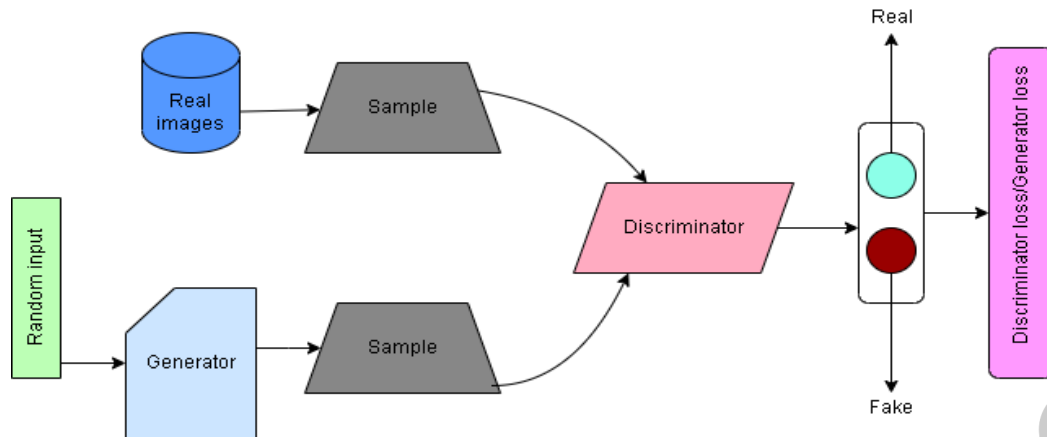 Real
Real
images
Sample
Discriminator
Random input
Generator
Sample
Fake
Discriminator loss/Generator loss